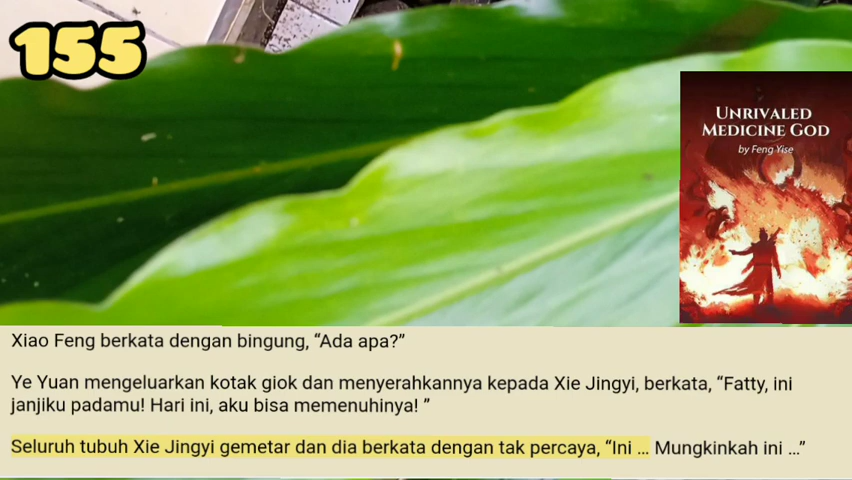 155
UNRIVALED
MEDICINE GOD
by Feng Yise
Xiao Feng berkata dengan bingung, “Ada apa?”
Ye Yuan mengeluarkan kotak giok dan menyerahkannya kepada Xie Jingyi, berkata, “Fatty, ini
janjiku padamu! Hari ini, aku bisa memenuhinya! ”
Seluruh tubuh Xie Jingyi gemetar dan dia berkata dengan tak percaya, “Ini ... Mungkinkah ini ...”